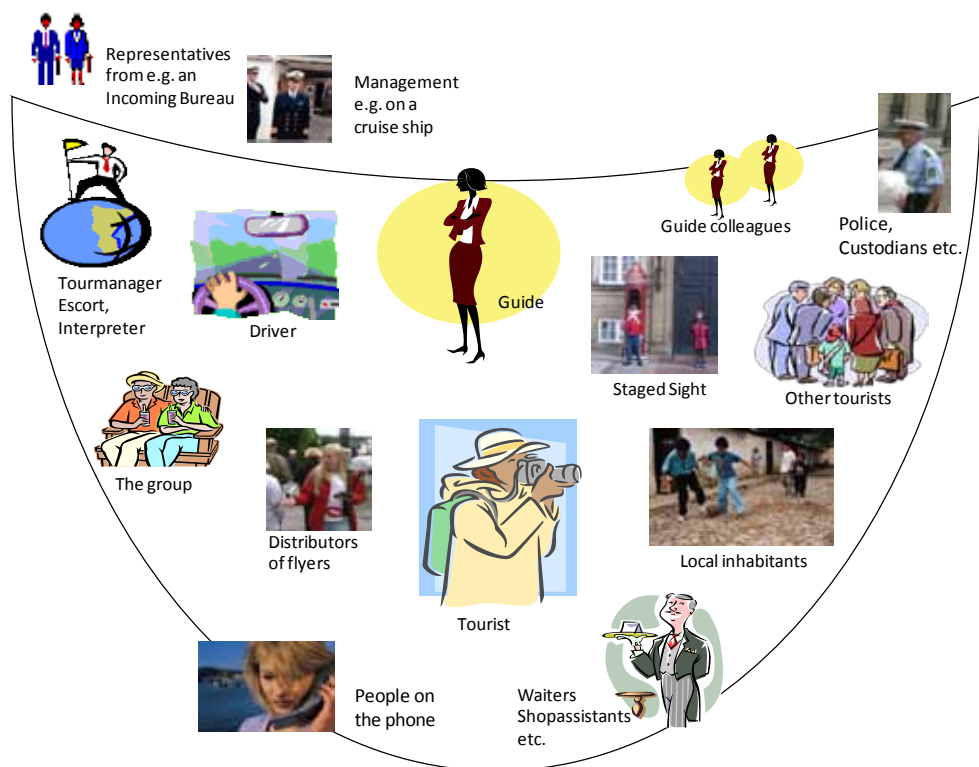 Representatives
from e.g. an
Incoming Bureau
Management
e.g. on a
cruise ship
Guide colleagues
Police,
Custodians etc.
Tourmanager
Escort,
Interpreter
Driver
Guide
Staged Sight
Other tourists
The group
Distributors
of flyers
Tourist
Local inhabitants
People on
the phone
Waiters
Shopassistants
etc.